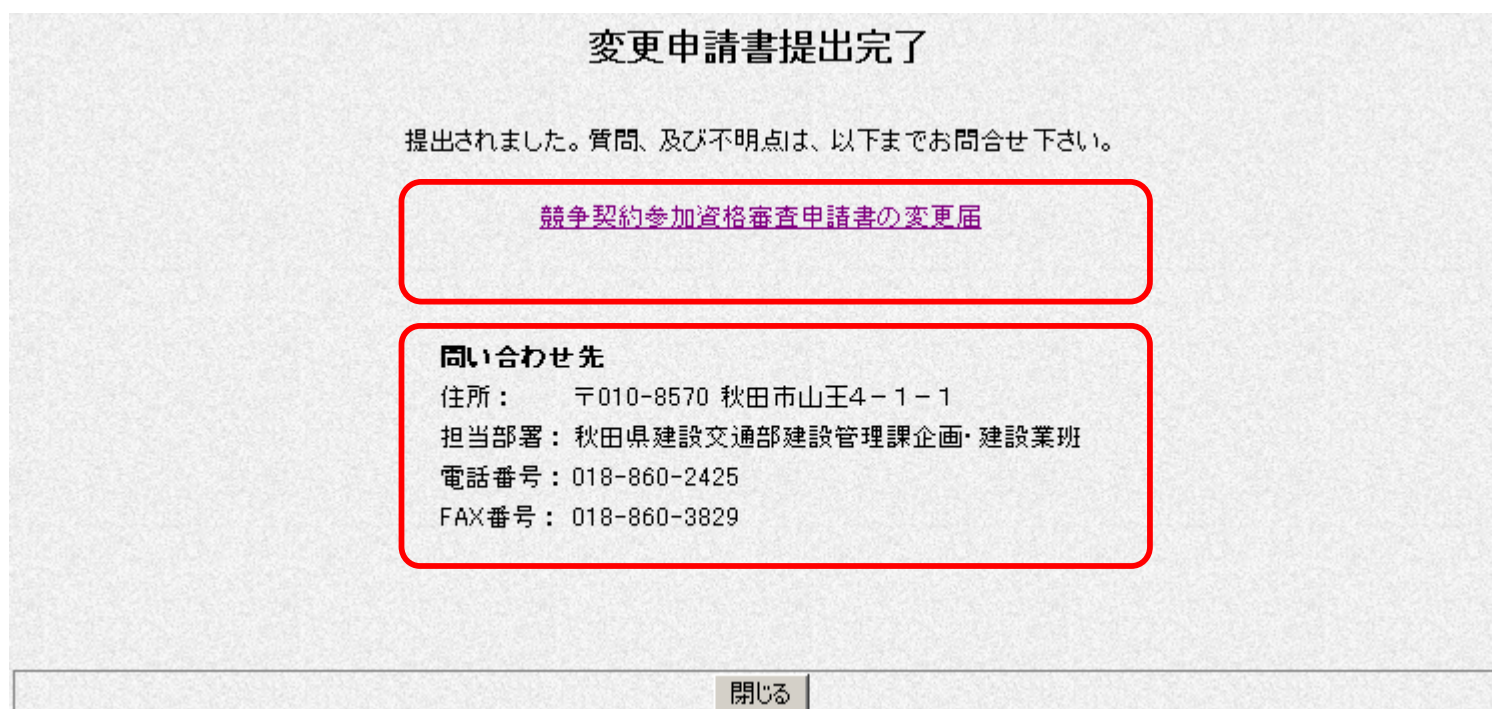 変更申請書提出完了
提出されました。質問、及び不明点は、以下までお問合せ下さい。
競争契約参加資格審査申請書の変更届
問い合わせ先
住所： 〒010-8570 秋田市山王4－1－1
担当部署：秋田県建設交通部建設管理課企画・建設業班
電話番号：018-860-2425
FAX番号：018-860-3829
閉じる